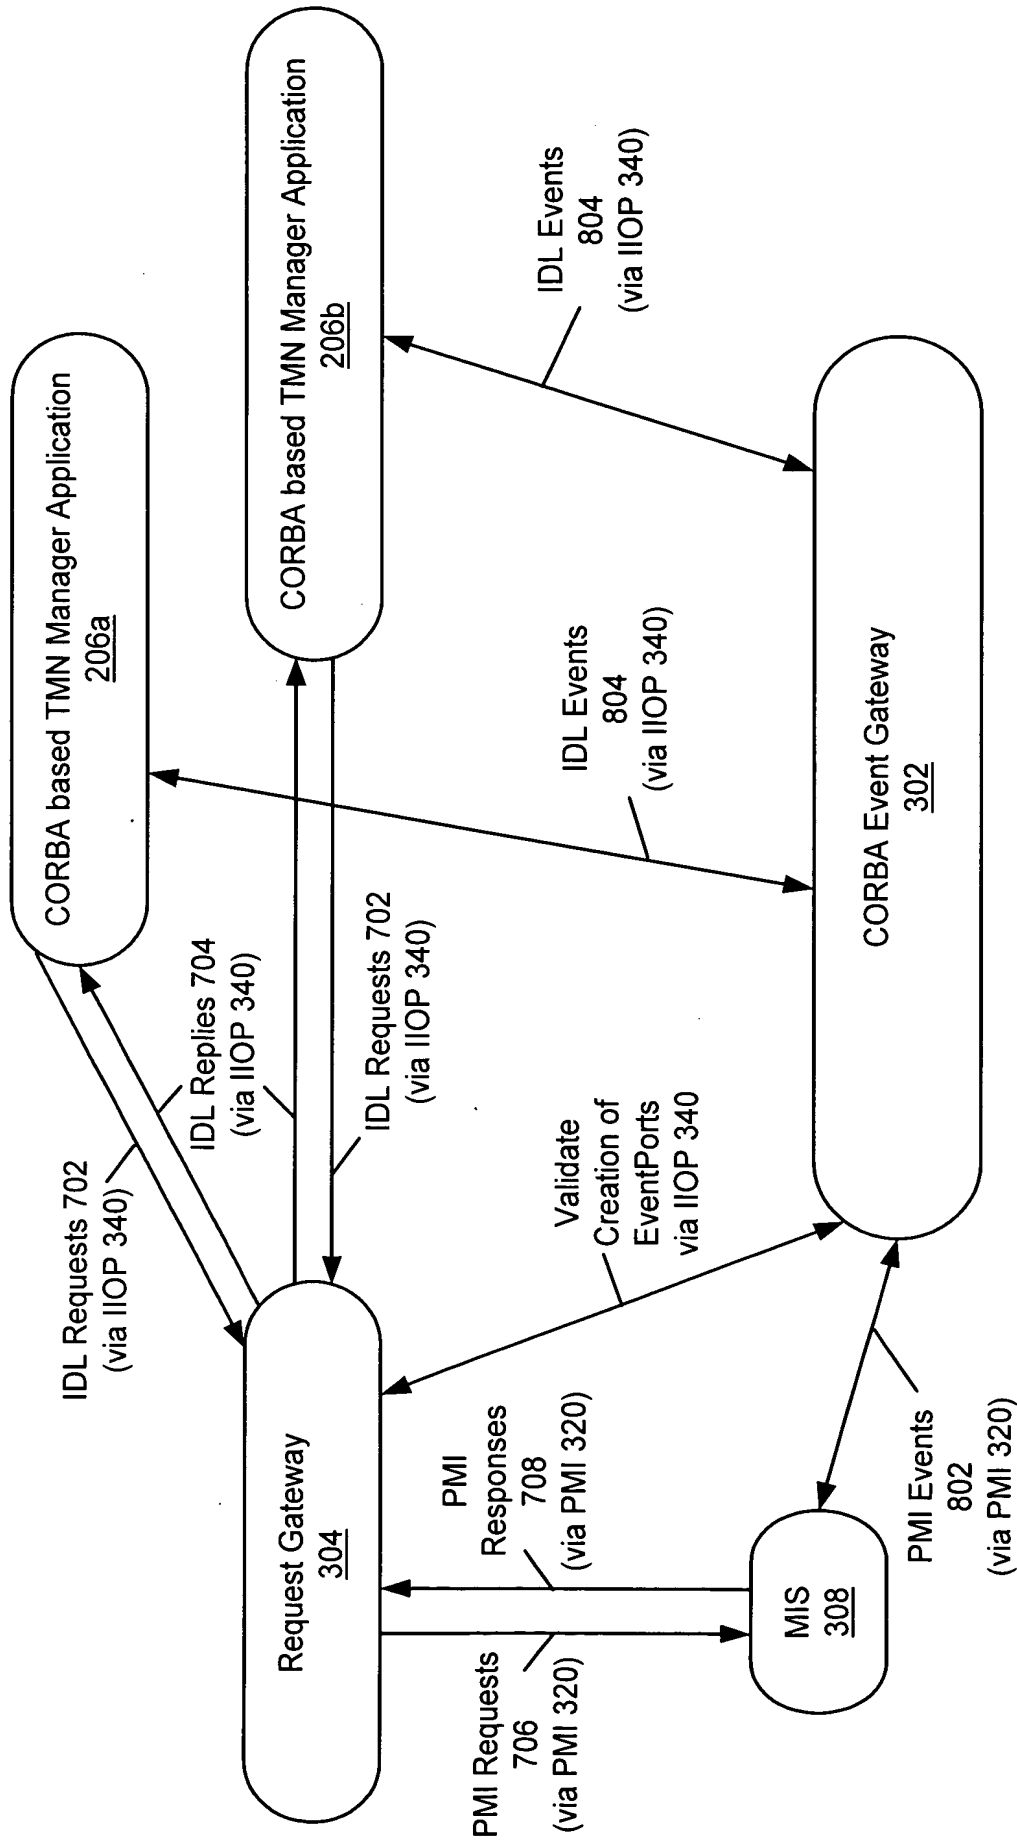 CORBA based TMN Manager Application
206a
CORBA based TMN Manager Application
206b
IDL Requests 702
(via IIOP 340)
IDL Replies 704
(via IIOP 340)
IDL Requests 702
(via IIOP 340)
Request Gateway
304
IDL Events
804
(via IIOP 340)
IDL Events
804
(via IIOP 340)
Validate
Creation of
EventPorts
via IIOP 340
PMI Requests
706
(via PMI 320)
PMI
Responses
708
(via PMI 320)
MIS
308
PMI Events
802
(via PMI 320)
CORBA Event Gateway
302